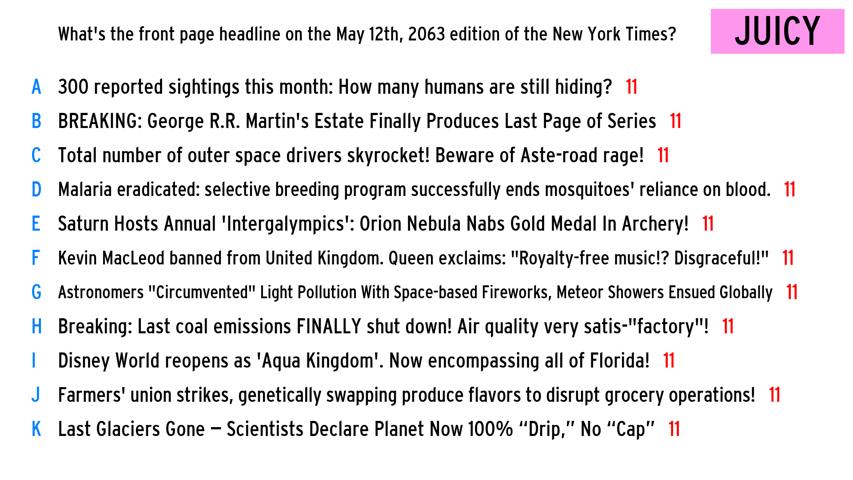 What's the front page headline on the May 12th, 2063 edition of the New York Times? JUICY
A 300 reported sightings this month: How many humans are still hiding? 11
B BREAKING: George R.R. Martin's Estate Finally Produces Last Page of Series 11
C Total number of outer space drivers skyrocket! Beware of Aste-road rage! 11
D Malaria eradicated: selective breeding program successfully ends mosquitoes' reliance on blood. 11
E Saturn Hosts Annual 'Intergalympics': Orion Nebula Nabs Gold Medal In Archery! 11
F Kevin MacLeod banned from United Kingdom. Queen exclaims: "Royalty-free music!? Disgraceful!" 11
G Astronomers "Circumvented" Light Pollution With Space-based Fireworks, Meteor Showers Ensued Globally 11
H Breaking: Last coal emissions FINALLY shut down! Air quality very satis-"factory"! 11
I Disney World reopens as 'Aqua Kingdom'. Now encompassing all of Florida! 11
J Farmers' union strikes, genetically swapping produce flavors to disrupt grocery operations! 11
K Last Glaciers Gone – Scientists Declare Planet Now 100% “Drip,” No “Cap” 11